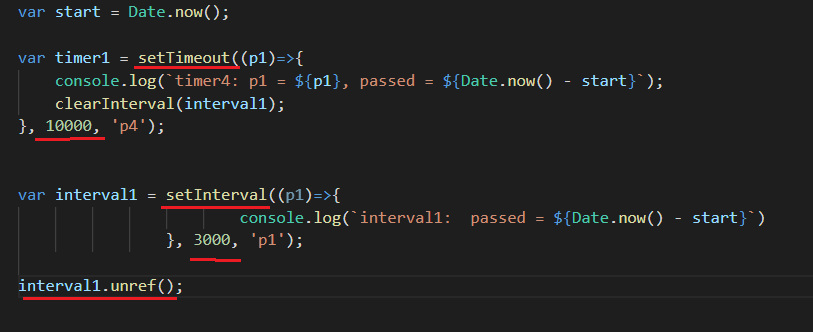 var start = Date.now();
var timer1 = setTimeout((p1)=>{
console.log(`timer4: p1 = ${p1}, passed = ${Date.now() - start}`);
clearInterval(interval1);
}, 10000, 'p4');
var interval1 = setInterval((p1)=>{
console.log(`interval1:  passed = ${Date.now() - start}`)
}, 3000, 'p1');
interval1.unref();